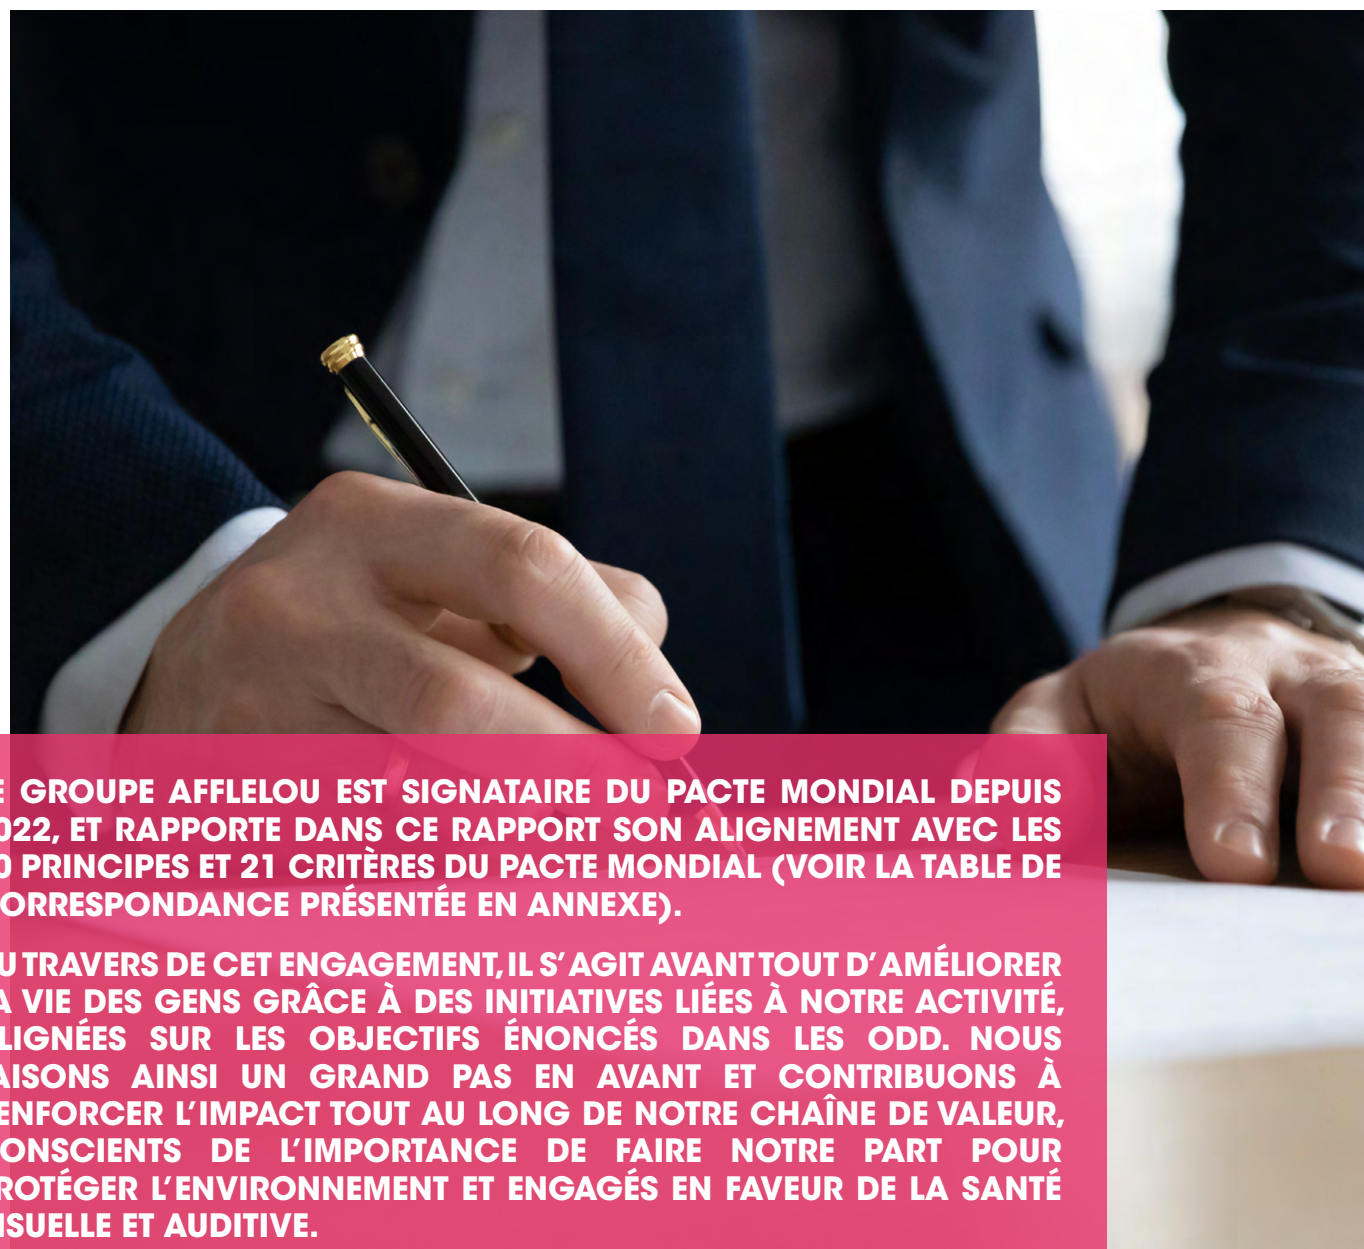 E GROUPE AFFLELOU EST SIGNATAIRE DU PACTE MONDIAL DEPUIS
022, ET RAPPORTE DANS CE RAPPORT SON ALIGNEMENT AVEC LES
0 PRINCIPES ET 21 CRITÈRES DU PACTE MONDIAL (VOIR LA TABLE DE
ORRESPONDANCE PRÉSENTÉE EN ANNEXE).
U TRAVERS DE CET ENGAGEMENT, IL S’AGIT AVANT TOUT D’AMÉLIORER
A VIE DES GENS GRÂCE À DES INITIATIVES LIÉES À NOTRE ACTIVITÉ,
LIGNÉES SUR LES OBJECTIFS ÉNONCÉS DANS LES ODD. NOUS
AISONS AINSI UN GRAND PAS EN AVANT ET CONTRIBUONS À
ENFORCER L’IMPACT TOUT AU LONG DE NOTRE CHAÎNE DE VALEUR,
ONSCIENTS DE L’IMPORTANCE DE FAIRE NOTRE PART POUR
ROTÉGER L’ENVIRONNEMENT ET ENGAGÉS EN FAVEUR DE LA SANTÉ
ISUELLE ET AUDITIVE.